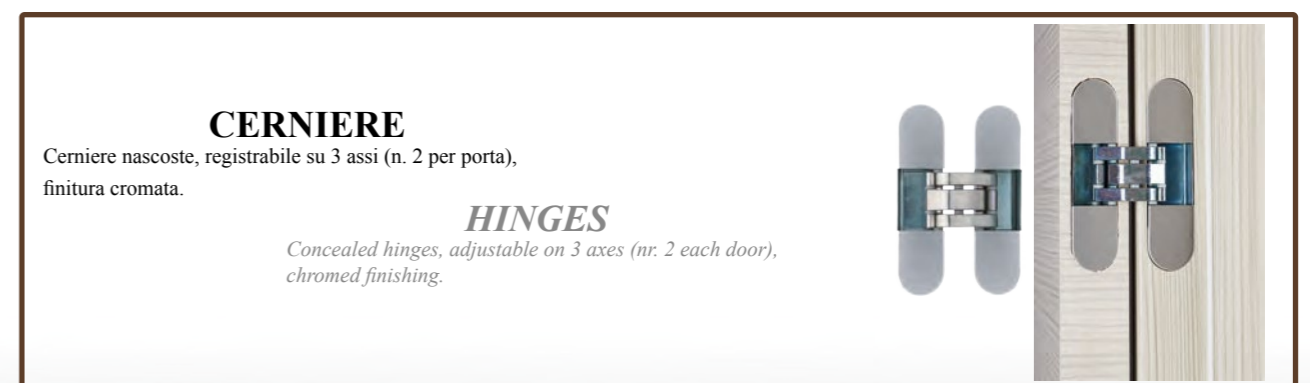 CERNIERE
Cerniere nascoste, registrabile su 3 assi (n. 2 per porta),
finitura cromata.
HINGES
Concealed hinges, adjustable on 3 axes (nr. 2 each door),
chromed finishing.